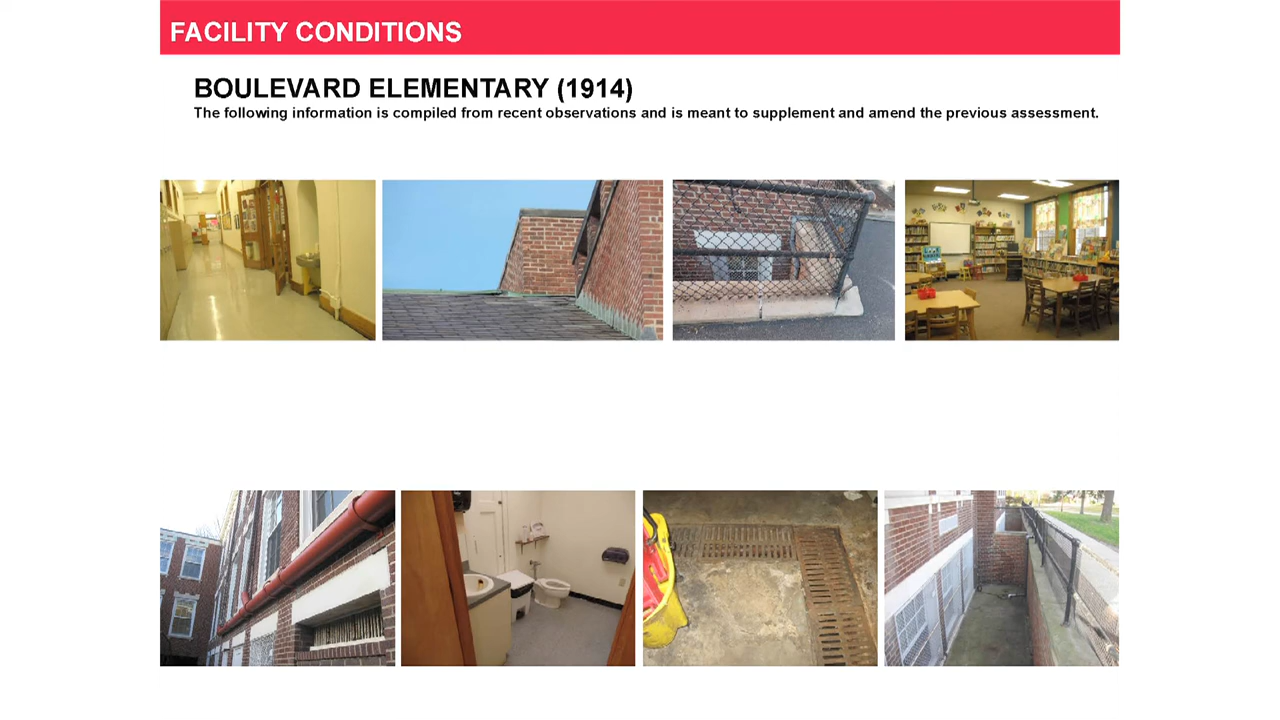 FACILITY CONDITIONS
BOULEVARD ELEMENTARY (1914)
The following information is compiled from recent observations and is meant to supplement and amend the previous assessment.